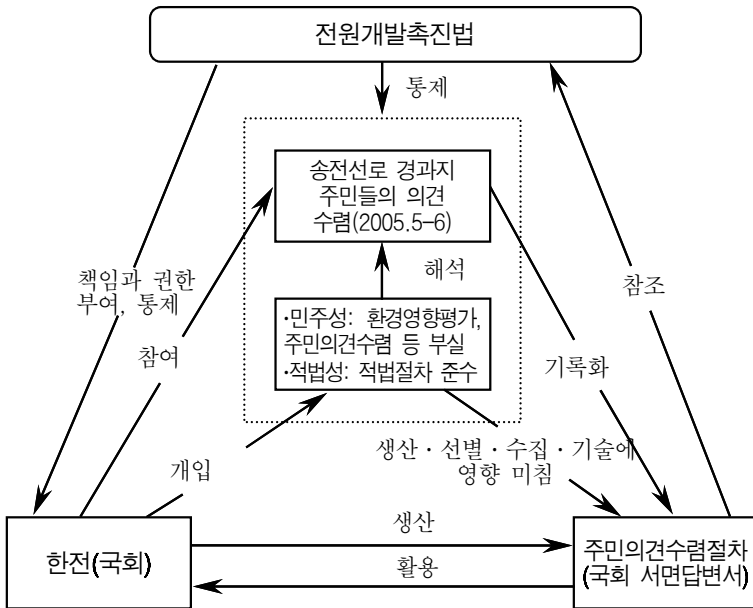 전원개발촉진법
통제
송전선로 경과지
주민들의 의견
수렴(2005.5-6)
해석
책임과 권한
부여, 통제
참조
·민주성: 환경영향평가,
주민의견수렴 등 부실
·적법성: 적법절차 준수
참여
기록화
생산·선별·수집·기술에
영향 미침
개입
생산
한전(국회)
주민의견수렴절차
(국회 서면답변서)
활용